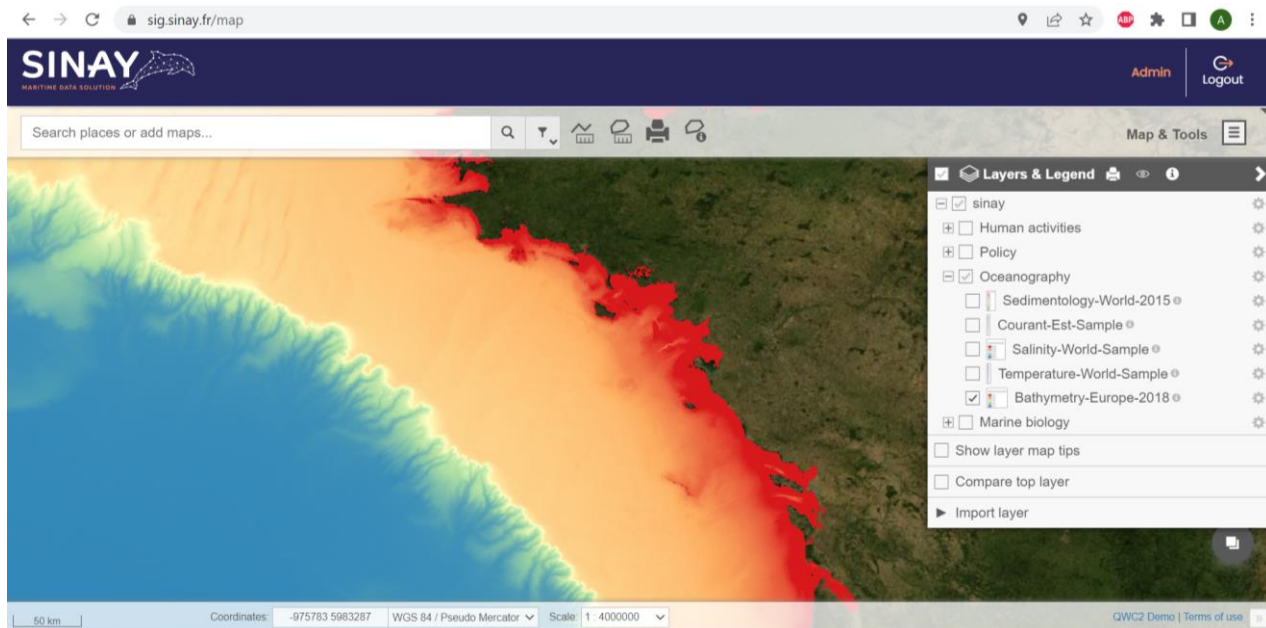 sig.sinay.fr/map
ABP
A
SINAY
MARITIME DATA SOLUTION
Admin
Logout
Search places or add maps...
Map & Tools
Layers & Legend
sinay
Human activities
Policy
Oceanography
Sedimentology-World-2015
Courant-Est-Sample
Salinity-World-Sample
Temperature-World-Sample
Bathymetry-Europe-2018
Marine biology
Show layer map tips
Compare top layer
Import layer
50 km
Coordinates: -975783 5983287 WGS 84 / Pseudo Mercator Scale: 1 : 4000000
QWC2 Demo | Terms of use